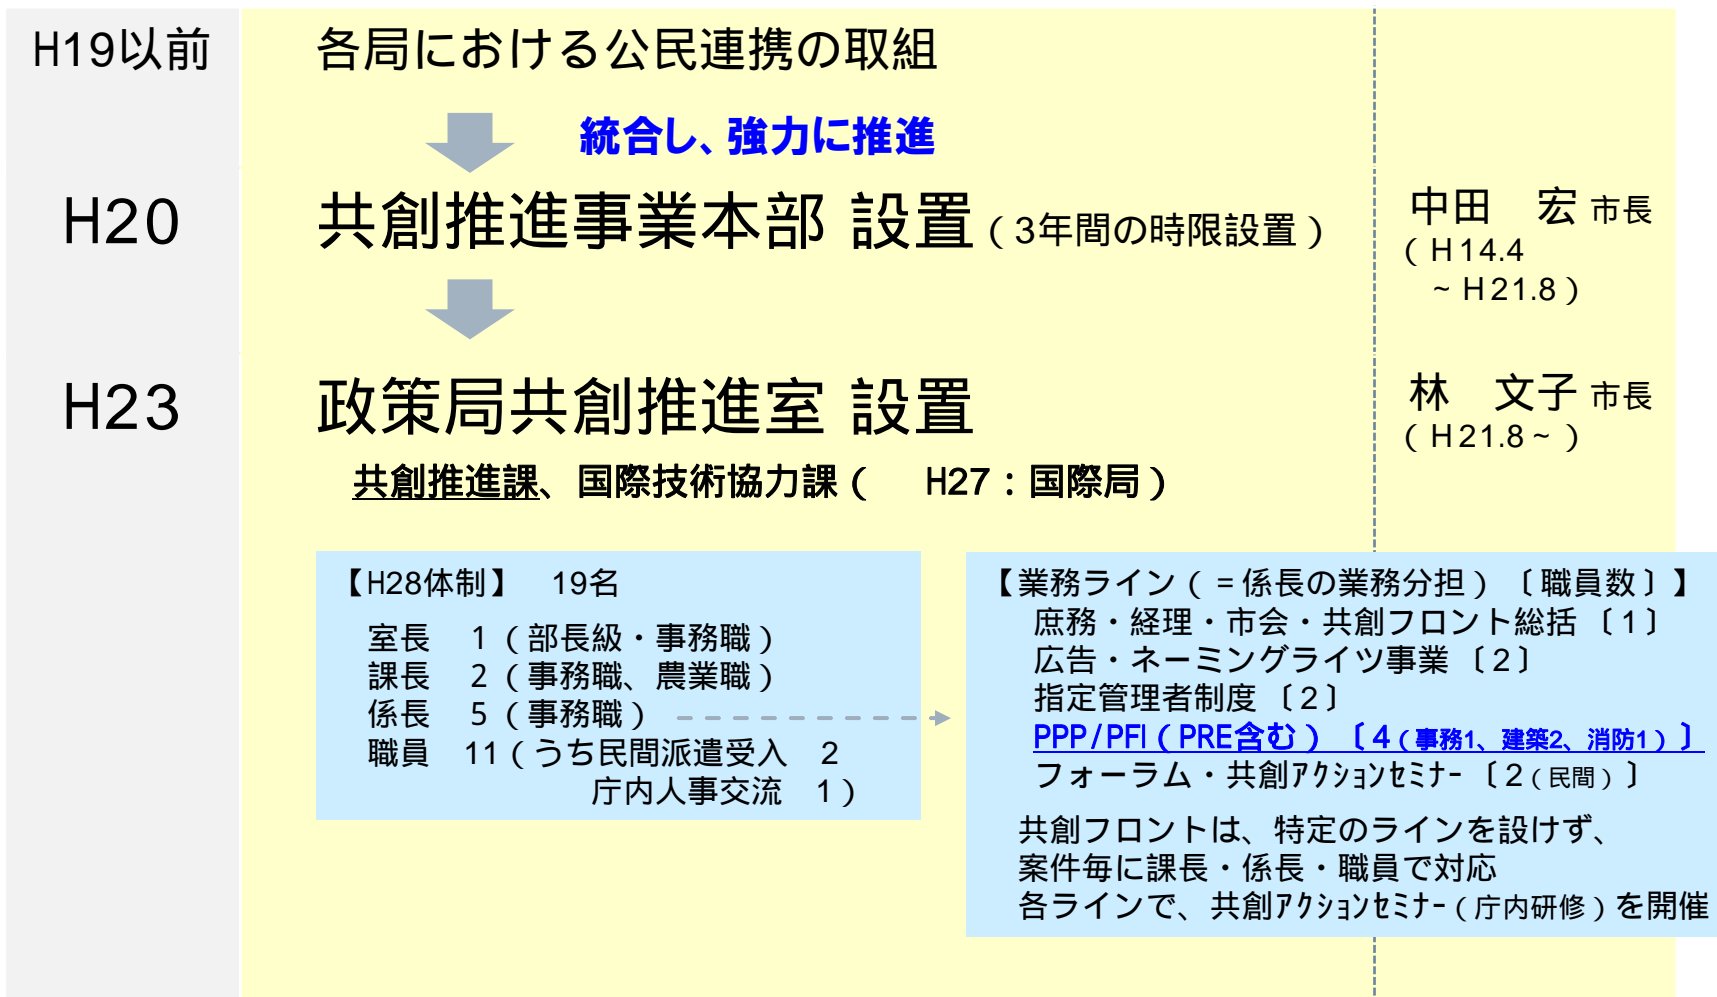 H19以前
各局における公民連携の取組
統合し、強力に推進
H20
共創推進事業本部 設置(3年間の時限設置)
中田　宏 市長
(H14.4
~H21.8)
H23
政策局共創推進室 設置
林　文子 市長
(H21.8~ )
共創推進課、国際技術協力課(　H27:国際局)
【H28体制】　19名
室長　1(部長級・事務職)
課長　2(事務職、農業職)
係長　5(事務職)
職員　11(うち民間派遣受入　2
庁内人事交流　1)
【業務ライン(=係長の業務分担)〔職員数〕】
庶務・経理・市会・共創フロント総括〔1〕
広告・ネーミングライツ事業〔2〕
指定管理者制度〔2〕
PPP/PFI(PRE含む)〔4(事務1、建築2、消防1)〕
フォーラム・共創ｱｸｼｮﾝｾﾐﾅｰ〔2(民間)〕
共創フロントは、特定のラインを設けず、
案件毎に課長・係長・職員で対応
各ラインで、共創ｱｸｼｮﾝｾﾐﾅｰ(庁内研修)を開催